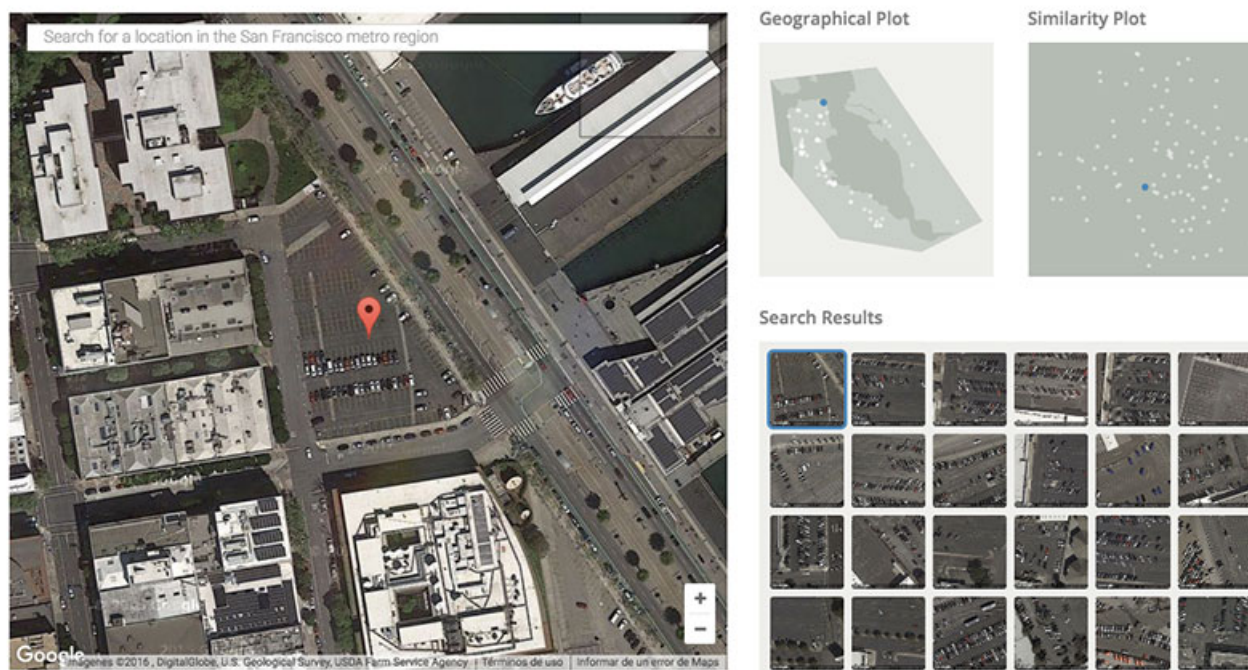 Search for a location in the San Francisco metro region
Geographical Plot
Similarity Plot
Search Results
+
−
Google
Imágenes ©2016 , DigitalGlobe, U.S. Geological Survey, USDA Farm Service Agency
Términos de uso
Informar de un error de Maps